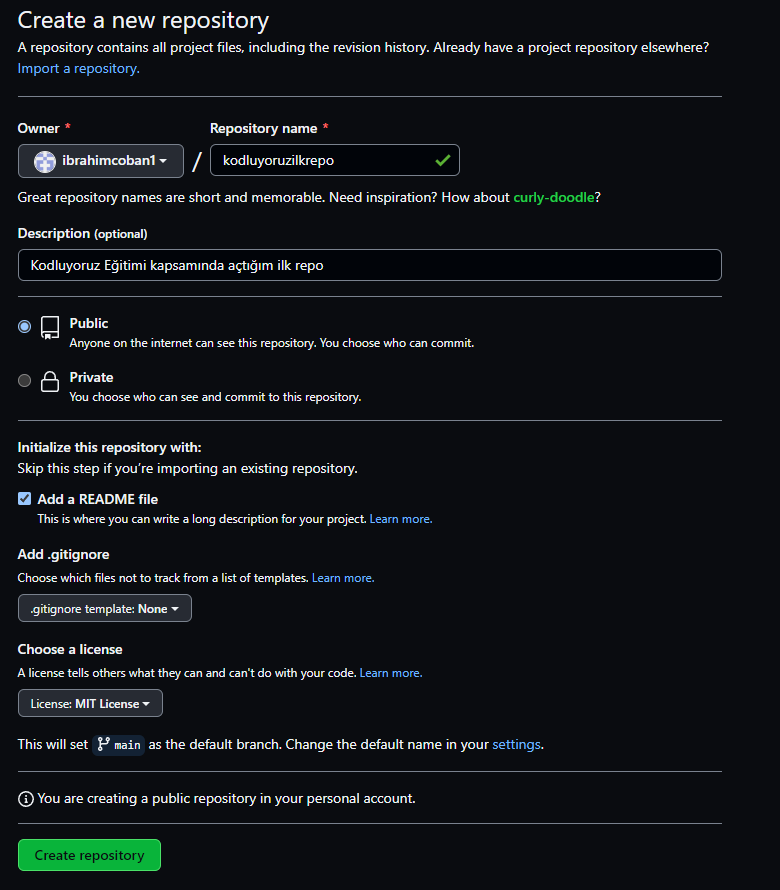 Create a new repository
A repository contains all project files, including the revision history. Already have a project repository elsewhere?
Import a repository.
Owner * Repository name *
ibrahimcoban1 / kodluyoruzilkrepo
Great repository names are short and memorable. Need inspiration? How about curly-doodle?
Description (optional)
Kodluyoruz Eğitimi kapsamında açtığım ilk repo
Public
Anyone on the internet can see this repository. You choose who can commit.
Private
You choose who can see and commit to this repository.
Initialize this repository with:
Skip this step if you’re importing an existing repository.
Add a README file
This is where you can write a long description for your project. Learn more.
Add .gitignore
Choose which files not to track from a list of templates. Learn more.
.gitignore template: None
Choose a license
A license tells others what they can and can't do with your code. Learn more.
License: MIT License
This will set main as the default branch. Change the default name in your settings.
You are creating a public repository in your personal account.
Create repository